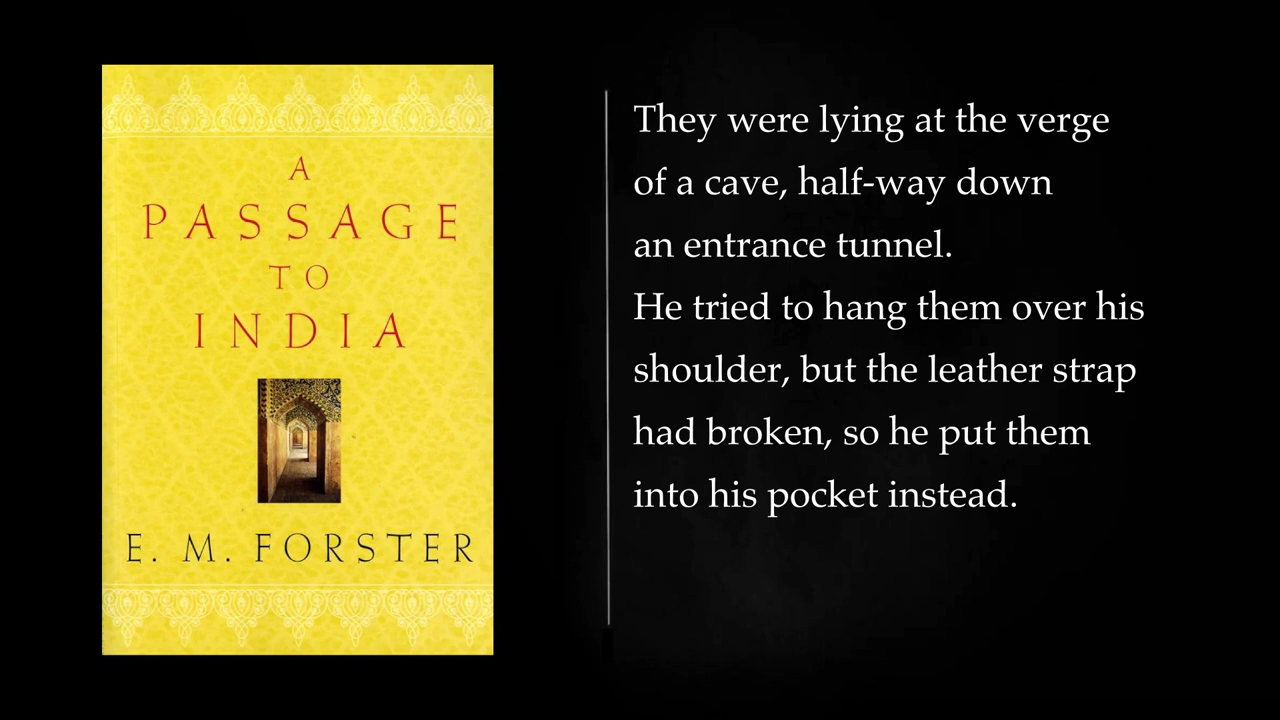 A
PASSAGE
TO
INDIA
E. M. FORSTER
They were lying at the verge
of a cave, half-way down
an entrance tunnel.
He tried to hang them over his
shoulder, but the leather strap
had broken, so he put them
into his pocket instead.